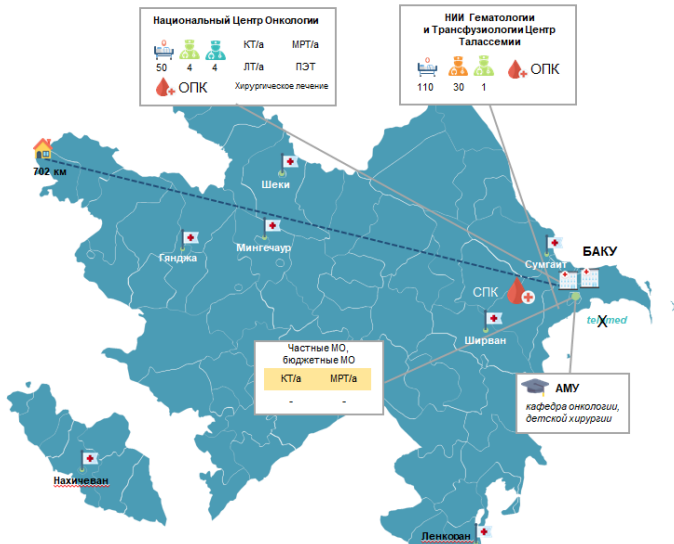 Национальный Центр Онкологии
КТ/а МРТ/а
50 4 4 ЛТ/а ПЭТ
ОПК Хирургическое лечение
НИИ Гематологии
и Трансфузиологии Центр
Талассемии
ОПК
110 30 1
702 км
Шеки
Гянджа
Мингечаур
Сумгаит
БАКУ
СПК
Ширван
telemed
X
Частные МО,
бюджетные МО
КТ/а МРТ/а
- -
АМУ
кафедра онкологии,
детской хирургии
Нахичеван
Ленкоран